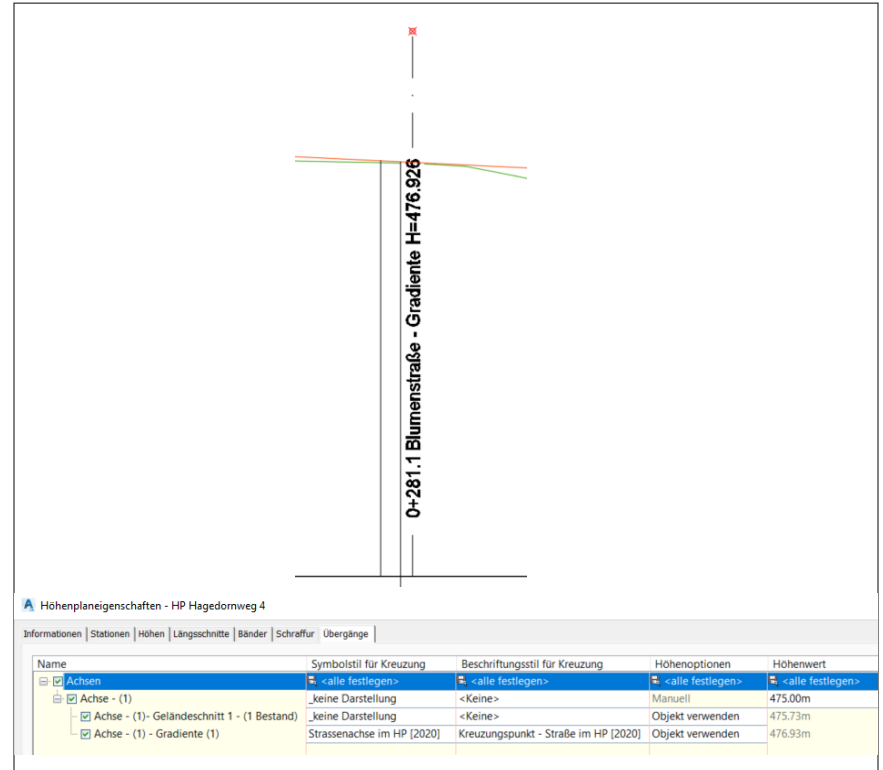 0+281.1 Blumenstraße - Gradiente H=476.926
Höhenplaneigenschaften - HP Hagedornweg 4
Informationen Stationen Höhen Längsschnitte Bänder Schraffur Übergänge
Name Symbolstil für Kreuzung Beschriftungsstil für Kreuzung Höhenoptionen Höhenwert
Achsen <alle festlegen> <alle festlegen> <alle festlegen> <alle festlegen>
Achse - (1) _keine Darstellung <Keine> Manuell 475.00m
Achse - (1)- Geländeschnitt 1 - (1 Bestand) _keine Darstellung <Keine> Objekt verwenden 475.73m
Achse - (1) - Gradiente (1) Strassenachse im HP [2020] Kreuzungspunkt - Straße im HP [2020] Objekt verwenden 476.93m